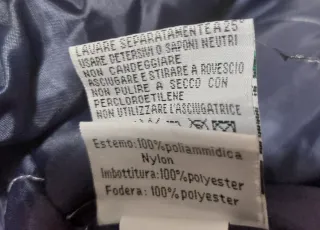 LAVARE SEPARATAMENTE A 25°
USARE DETERSIVI O SAPONI NEUTRI
NON CANDEGGIARE
ASCIUGARE E STIRARE A ROVESCIO
NON PULIRE A SECCO CON
PERCLOROETILENE
NON UTILIZZARE L'ASCIUGATRICE
Esterno:100%poliammidica
Nylon
Imbottitura:100%polyester
Fodera:100%polyester